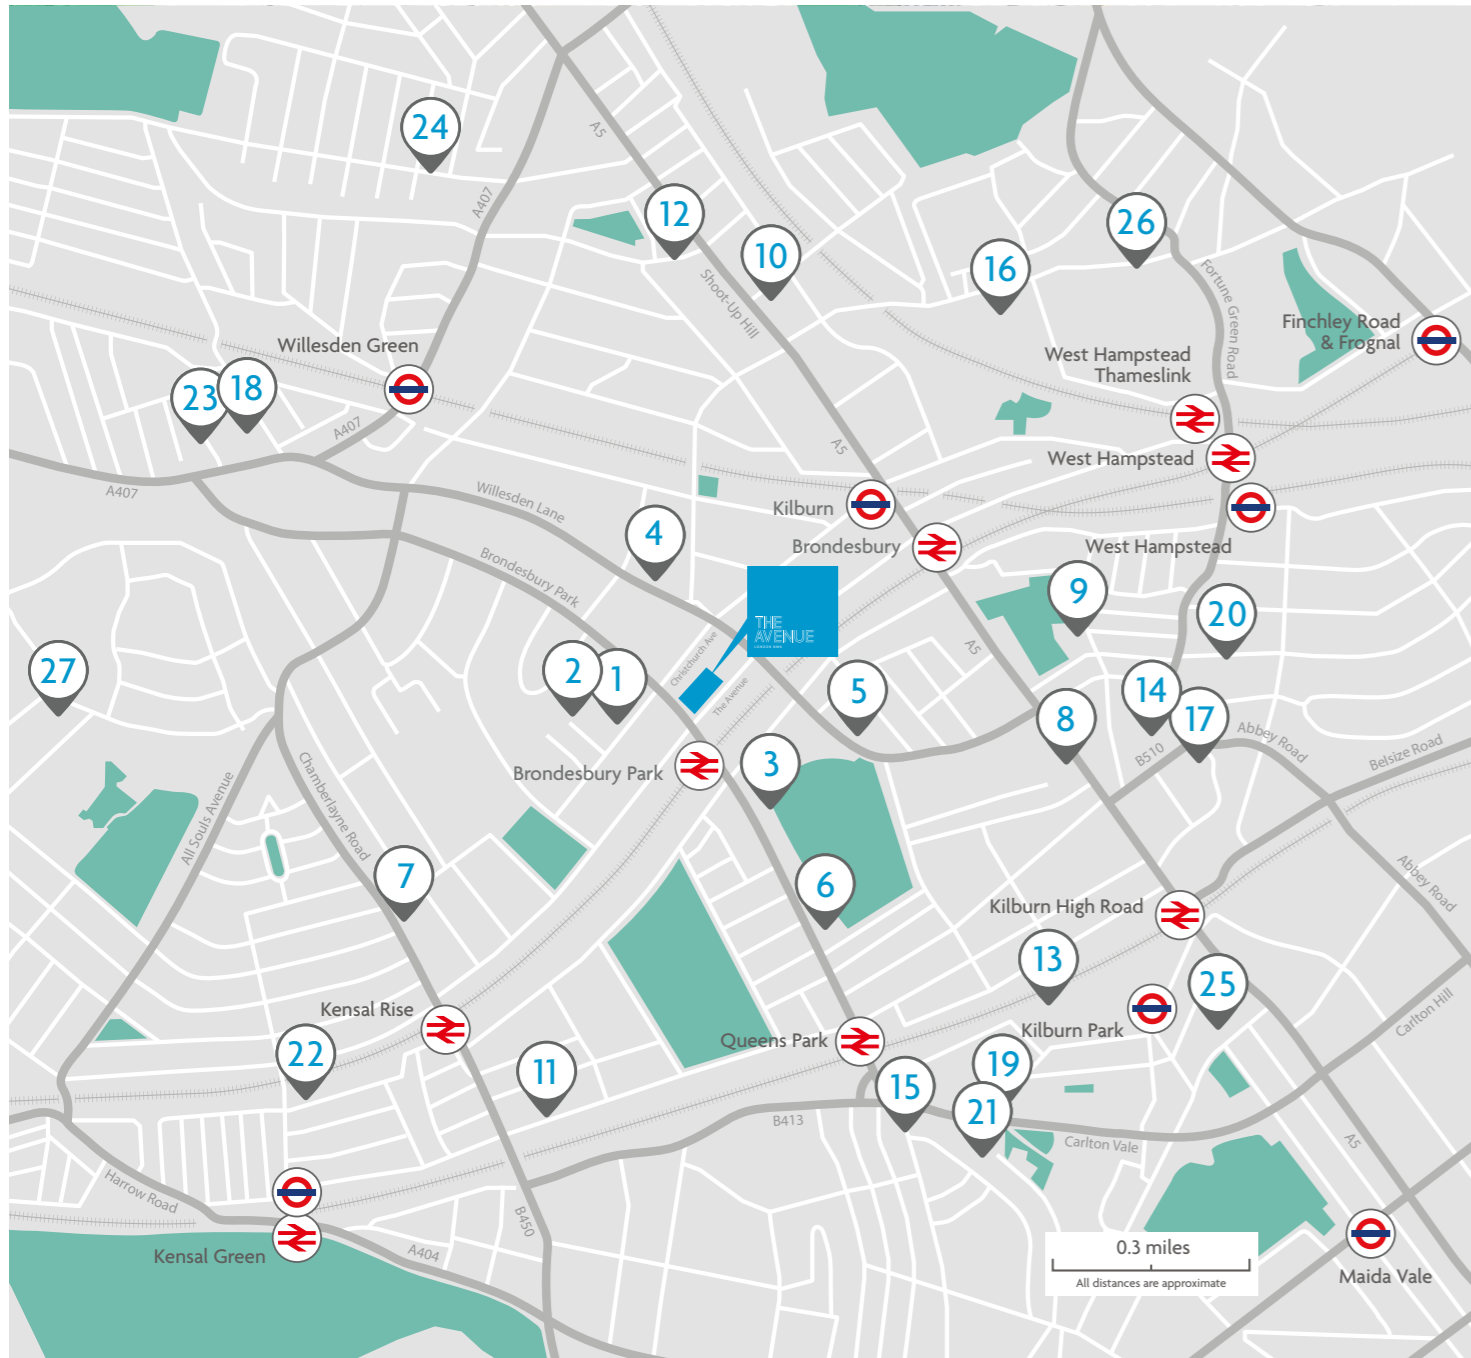 24
A5
A407
12
26
10
16
Shoot-Up Hill
Fortune Green Road
Finchley Road
& Frognal
Willesden Green
West Hampstead
Thameslink
23
18
A407
A5
West Hampstead
A407
Willesden Lane
Kilburn
4
Brondesbury
West Hampstead
Brondesbury Park
THE
AVENUE
LONDON NW6
9
20
Christchurch Ave
A5
27
2
1
The Avenue
5
14
17
8
Abbey Road
B510
Belsize Road
Brondesbury Park
3
Chamberlayne Road
All Souls Avenue
7
6
Abbey Road
Kilburn High Road
13
25
Kensal Rise
Queens Park
Kilburn Park
Carlton Hill
22
11
19
15
21
B413
Carlton Vale
A5
Harrow Road
B450
Kensal Green
A404
0.3 miles
All distances are approximate
Maida Vale